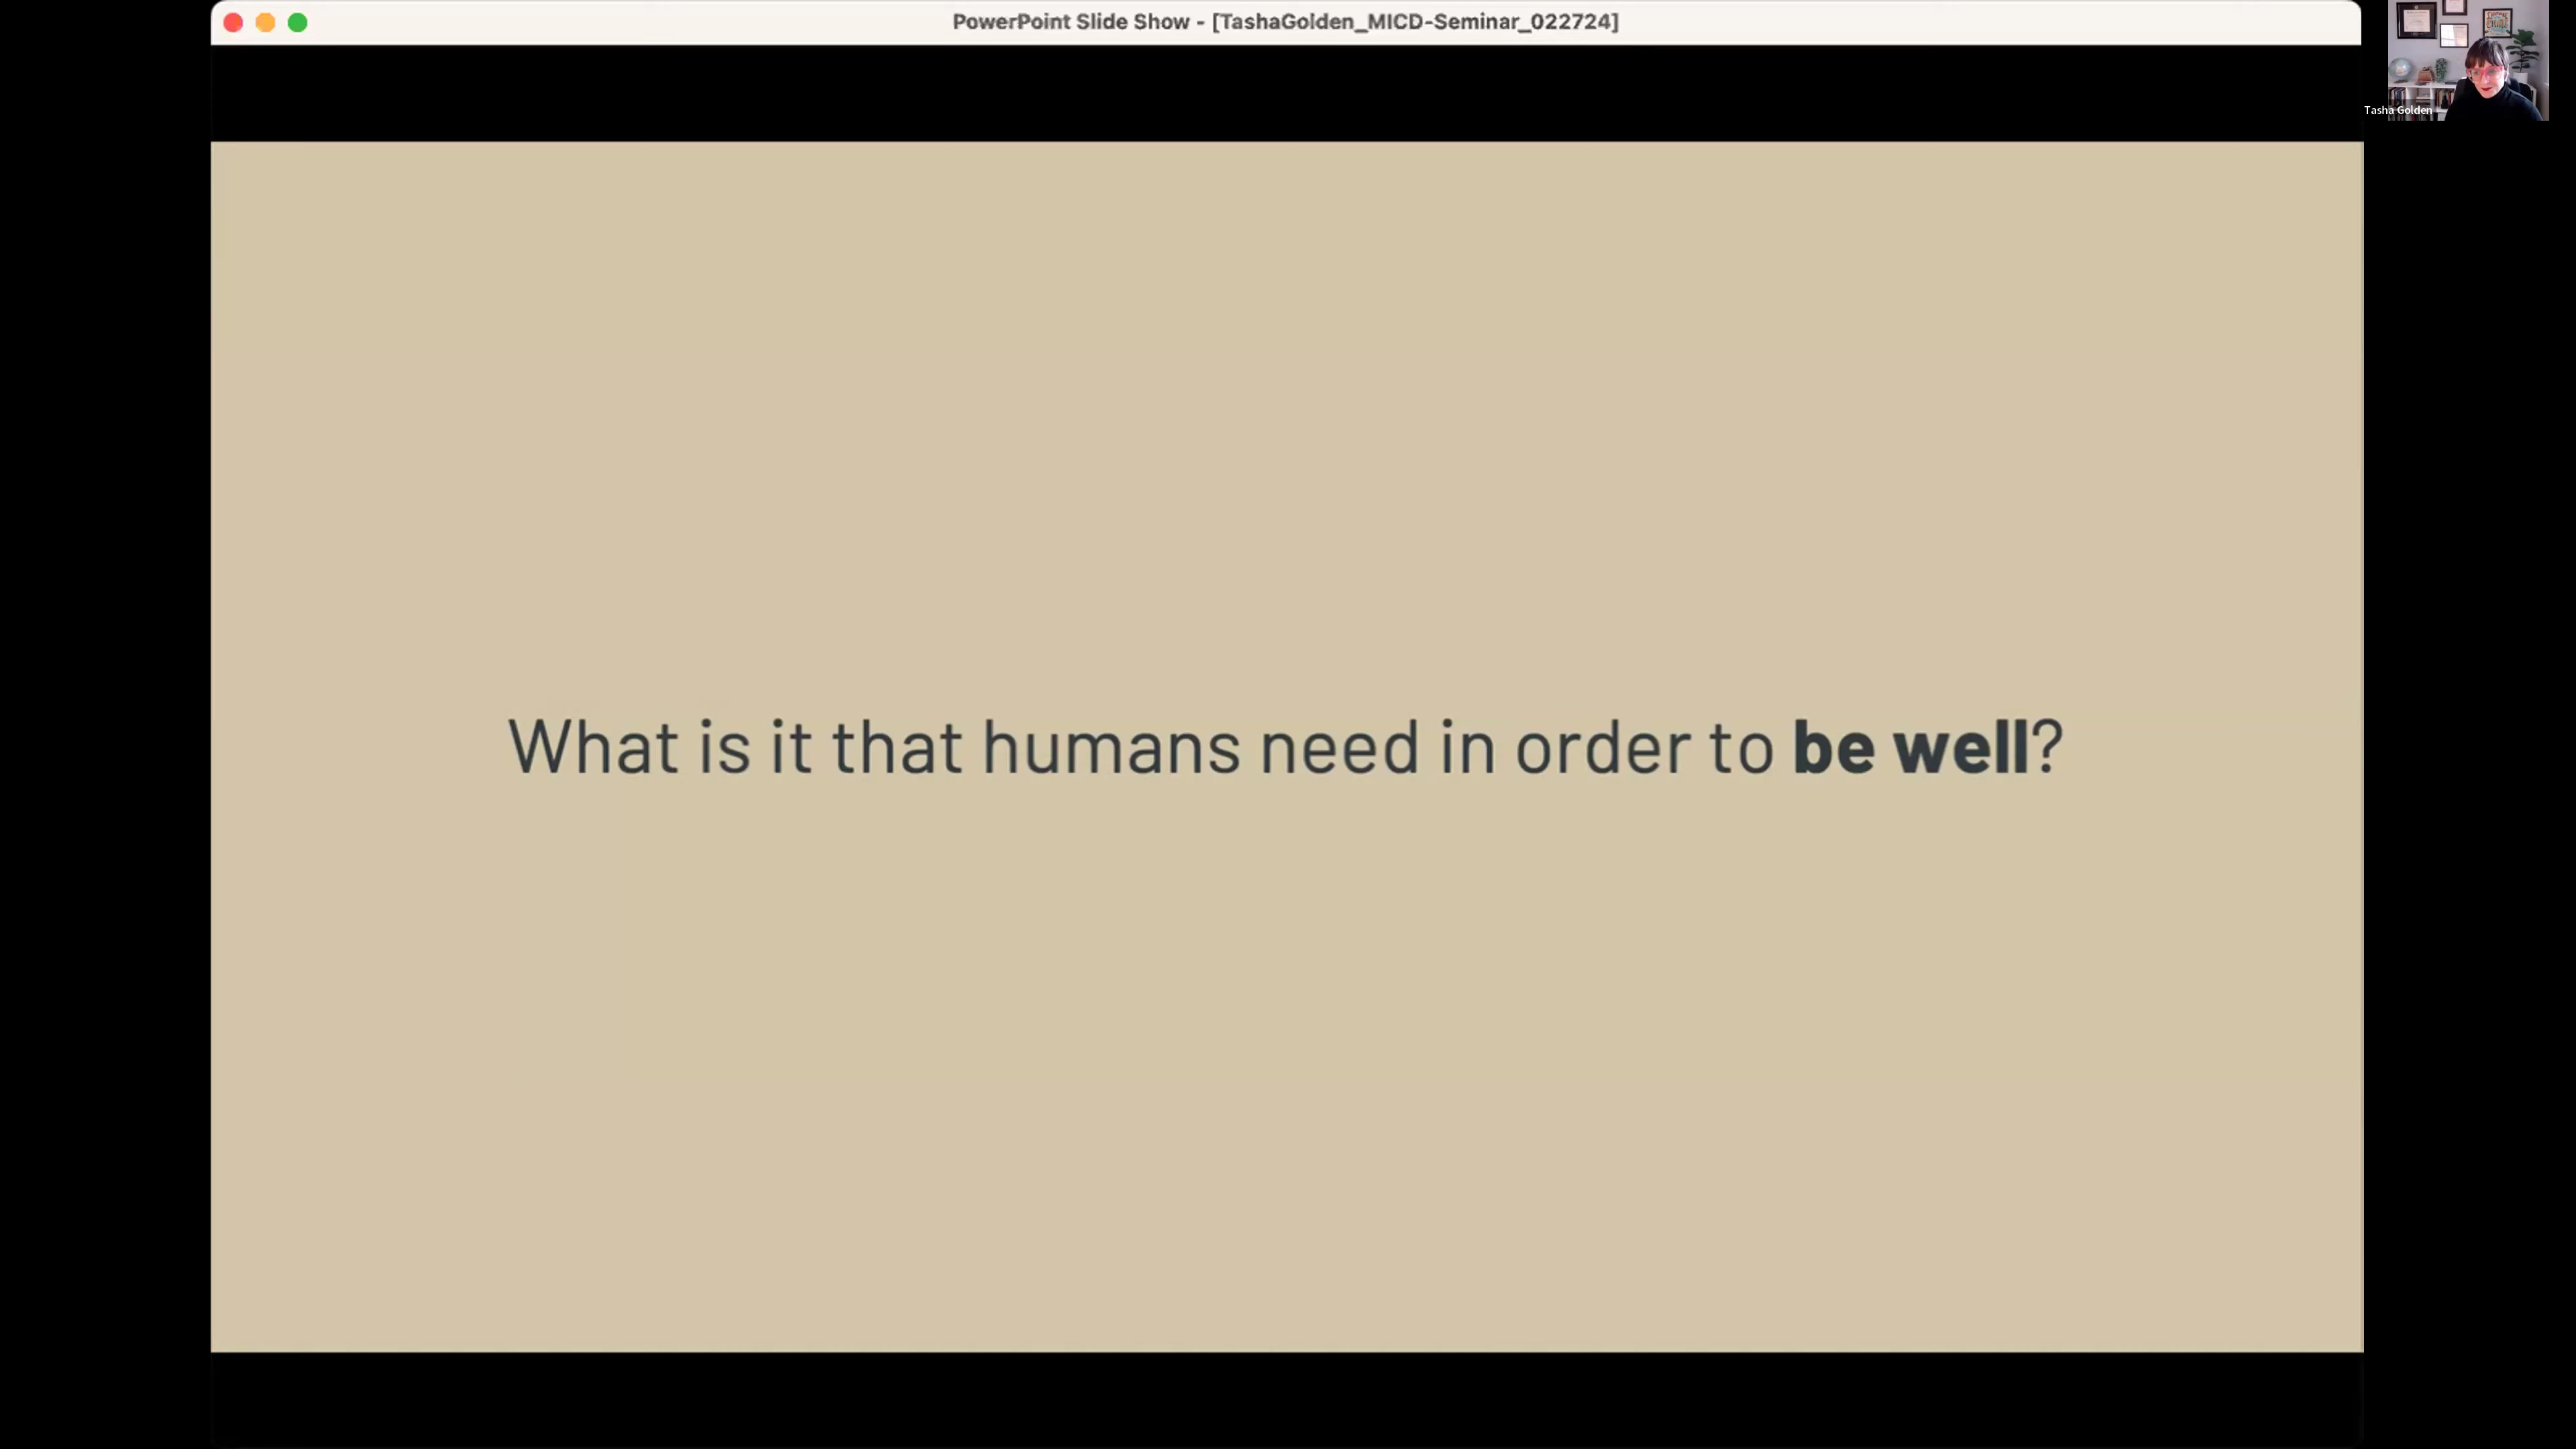 PowerPoint Slide Show - [TashaGolden_MICD-Seminar_022724]
Tasha Golden
What is it that humans need in order to be well?